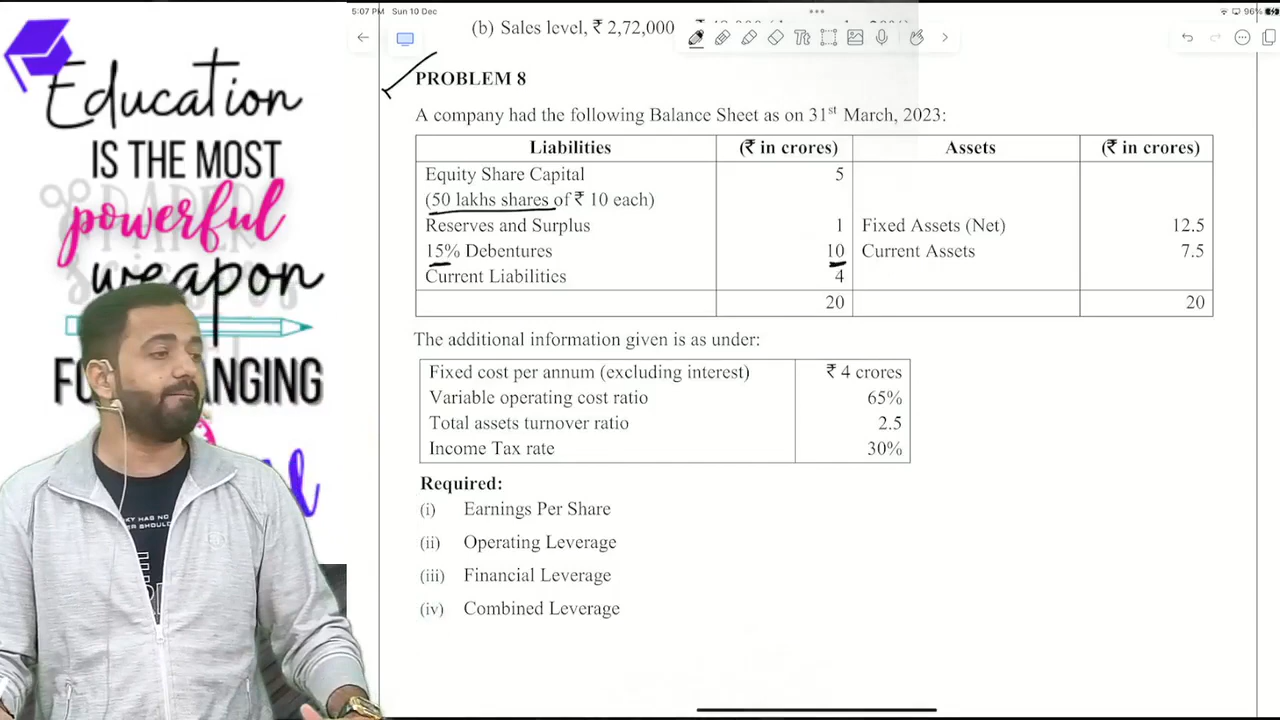 5:07 PM Sun 10 Dec
96%
(b) Sales level, ₹ 2,72,000
Education
IS THE MOST
powerful
weapon
FO ANGING
PROBLEM 8
A company had the following Balance Sheet as on 31st March, 2023:
Liabilities (₹ in crores) Assets (₹ in crores)
Equity Share Capital 5
(50 lakhs shares of ₹ 10 each)
Reserves and Surplus 1 Fixed Assets (Net) 12.5
15% Debentures 10 Current Assets 7.5
Current Liabilities 4
20 20
The additional information given is as under:
Fixed cost per annum (excluding interest) ₹ 4 crores
Variable operating cost ratio 65%
Total assets turnover ratio 2.5
Income Tax rate 30%
Required:
(i) Earnings Per Share
(ii) Operating Leverage
(iii) Financial Leverage
(iv) Combined Leverage